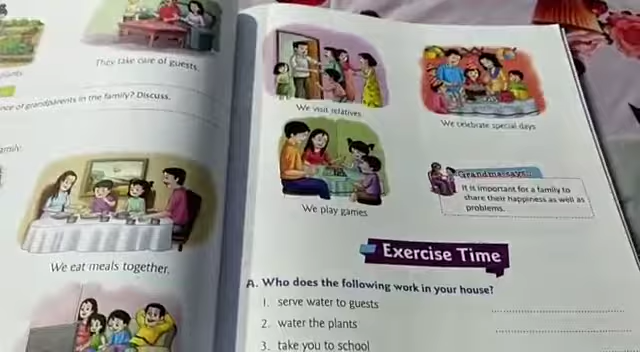 They take care of guests.
of grandparents in the family? Discuss.
We eat meals together.
We visit relatives
We celebrate special days
We play games
Grandma says...
It is important for a family to
share their happiness as well as
problems.
Exercise Time
A. Who does the following work in your house?
1. serve water to guests
2. water the plants
3. take you to school